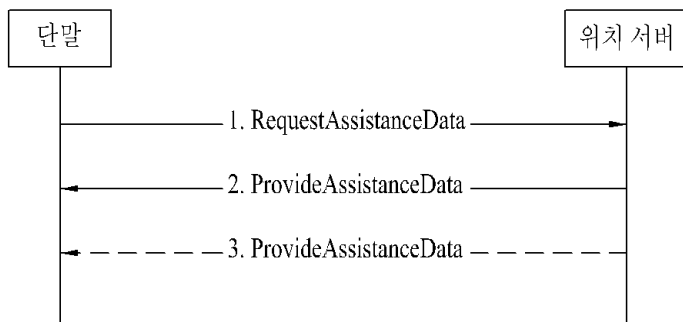 단말
위치 서버
1. RequestAssistanceData
2. ProvideAssistanceData
3. ProvideAssistanceData